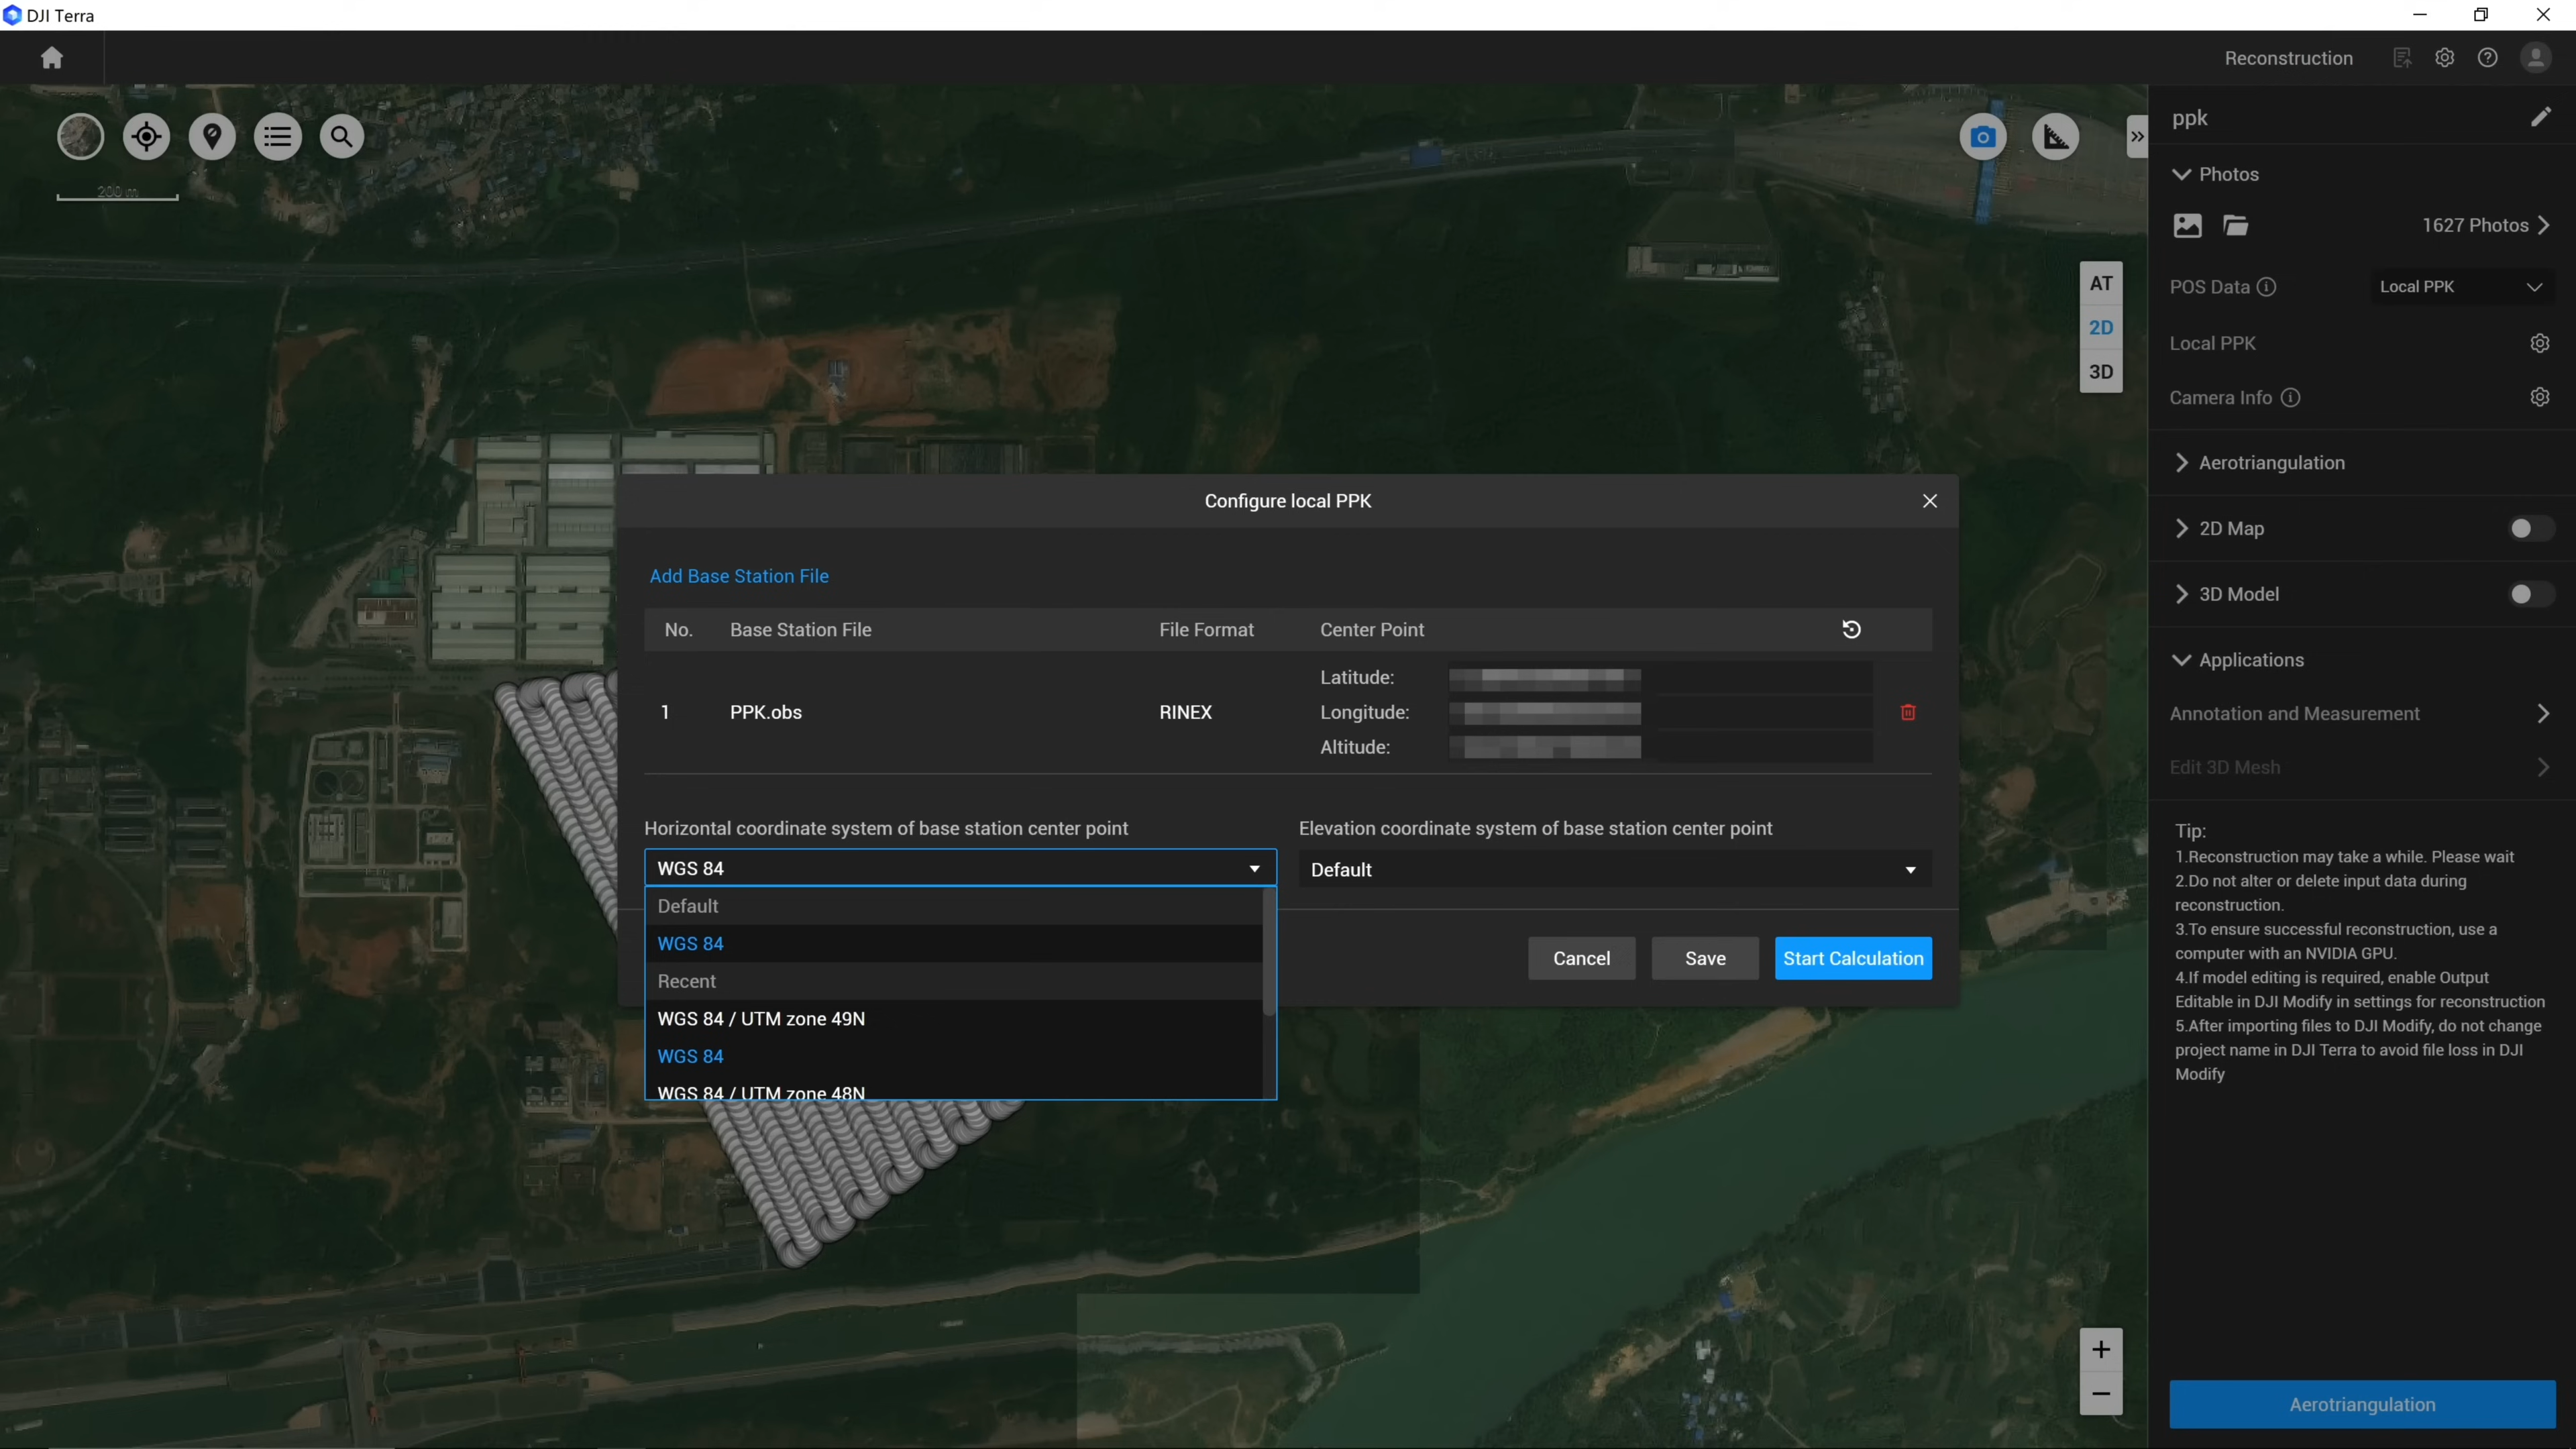 DJI Terra
Reconstruction
200 m
ppk
Photos
1627 Photos
POS Data
Local PPK
Local PPK
Camera Info
AT
2D
3D
Aerotriangulation
2D Map
3D Model
Applications
Annotation and Measurement
Edit 3D Mesh
Tip:
1.Reconstruction may take a while. Please wait
2.Do not alter or delete input data during
reconstruction.
3.To ensure successful reconstruction, use a
computer with an NVIDIA GPU.
4.If model editing is required, enable Output
Editable in DJI Modify in settings for reconstruction
5.After importing files to DJI Modify, do not change
project name in DJI Terra to avoid file loss in DJI
Modify
Aerotriangulation
Configure local PPK
Add Base Station File
No. Base Station File File Format Center Point
1 PPK.obs RINEX
Latitude:
Longitude:
Altitude:
Horizontal coordinate system of base station center point
WGS 84
Default
WGS 84
Recent
WGS 84 / UTM zone 49N
WGS 84
WGS 84 / UTM zone 48N
Elevation coordinate system of base station center point
Default
Cancel
Save
Start Calculation